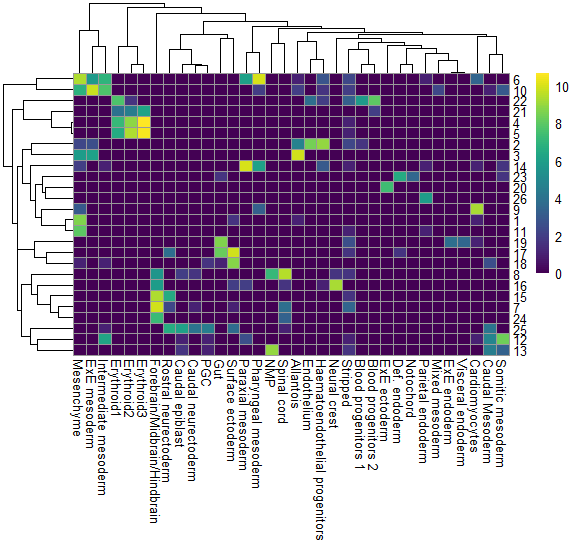 6
10
22
21
4
5
2
3
14
23
20
26
9
1
11
19
17
18
8
16
15
7
24
25
12
13
10
8
6
4
2
0
Mesenchyme
ExE mesoderm
Intermediate mesoderm
Erythroid1
Erythroid2
Erythroid3
Forebrain/Midbrain/Hindbrain
Rostral neurectoderm
Caudal epiblast
Caudal neurectoderm
PGC
Gut
Surface ectoderm
Paraxial mesoderm
Pharyngeal mesoderm
NMP
Spinal cord
Allantois
Endothelium
Haematoendothelial progenitors
Neural crest
Stripped
Blood progenitors 1
Blood progenitors 2
ExE ectoderm
Def. endoderm
Notochord
Parietal endoderm
Mixed mesoderm
ExE endoderm
Visceral endoderm
Cardiomyocytes
Caudal Mesoderm
Somitic mesoderm